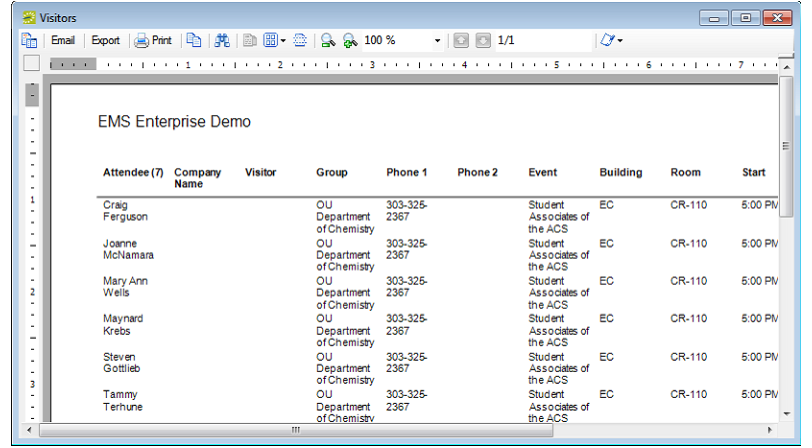 Visitors
Email Export Print 100 % 1/1
1 2 3 4 5 6 7
EMS Enterprise Demo
Attendee (7) Company Name Visitor Group Phone 1 Phone 2 Event Building Room Start
Craig Ferguson OU Department of Chemistry 303-325-2367 Student Associates of the ACS EC CR-110 5:00 PM
Joanne McNamara OU Department of Chemistry 303-325-2367 Student Associates of the ACS EC CR-110 5:00 PM
Mary Ann Wells OU Department of Chemistry 303-325-2367 Student Associates of the ACS EC CR-110 5:00 PM
Maynard Krebs OU Department of Chemistry 303-325-2367 Student Associates of the ACS EC CR-110 5:00 PM
Steven Gottlieb OU Department of Chemistry 303-325-2367 Student Associates of the ACS EC CR-110 5:00 PM
Tammy Terhune OU Department of Chemistry 303-325-2367 Student Associates of the ACS EC CR-110 5:00 PM
1
2
3